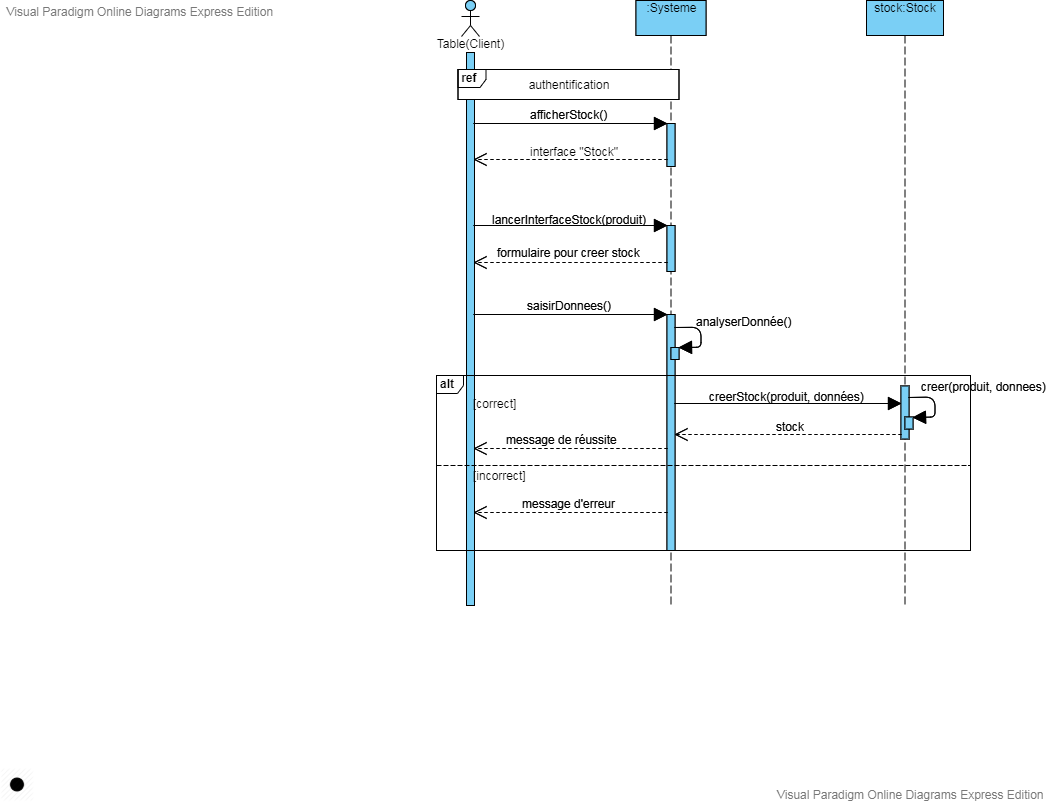 Visual Paradigm Online Diagrams Express Edition
:Systeme
stock:Stock
Table(Client)
ref
authentification
afficherStock()
interface "Stock"
lancerInterfaceStock(produit)
formulaire pour creer stock
saisirDonnees()
analyserDonnée()
alt
creer(produit, donnees)
[correct]
creerStock(produit, données)
stock
message de réussite
[incorrect]
message d'erreur
Visual Paradigm Online Diagrams Express Edition